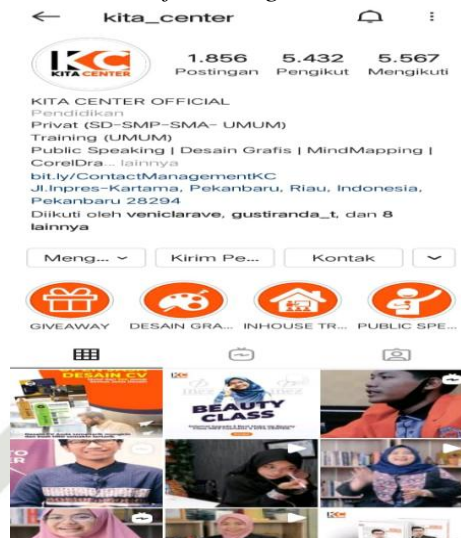 kita_center
KC
KITA CENTER
1.856 5.432 5.567
Postingan Pengikut Mengikuti
KITA CENTER OFFICIAL
Pendidikan
Privat (SD-SMP-SMA- UMUM)
Training (UMUM)
Public Speaking | Desain Grafis | MindMapping |
CorelDra... lainnya
bit.ly/ContactManagementKC
Jl.Inpres-Kartama, Pekanbaru, Riau, Indonesia,
Pekanbaru 28294
Diikuti oleh veniclarave, gustiranda_t, dan 8
lainnya
Meng... Kirim Pe... Kontak
GIVEAWAY DESAIN GRA... INHOUSE TR... PUBLIC SPE...
DESAIN CV
BEAUTY
CLASS